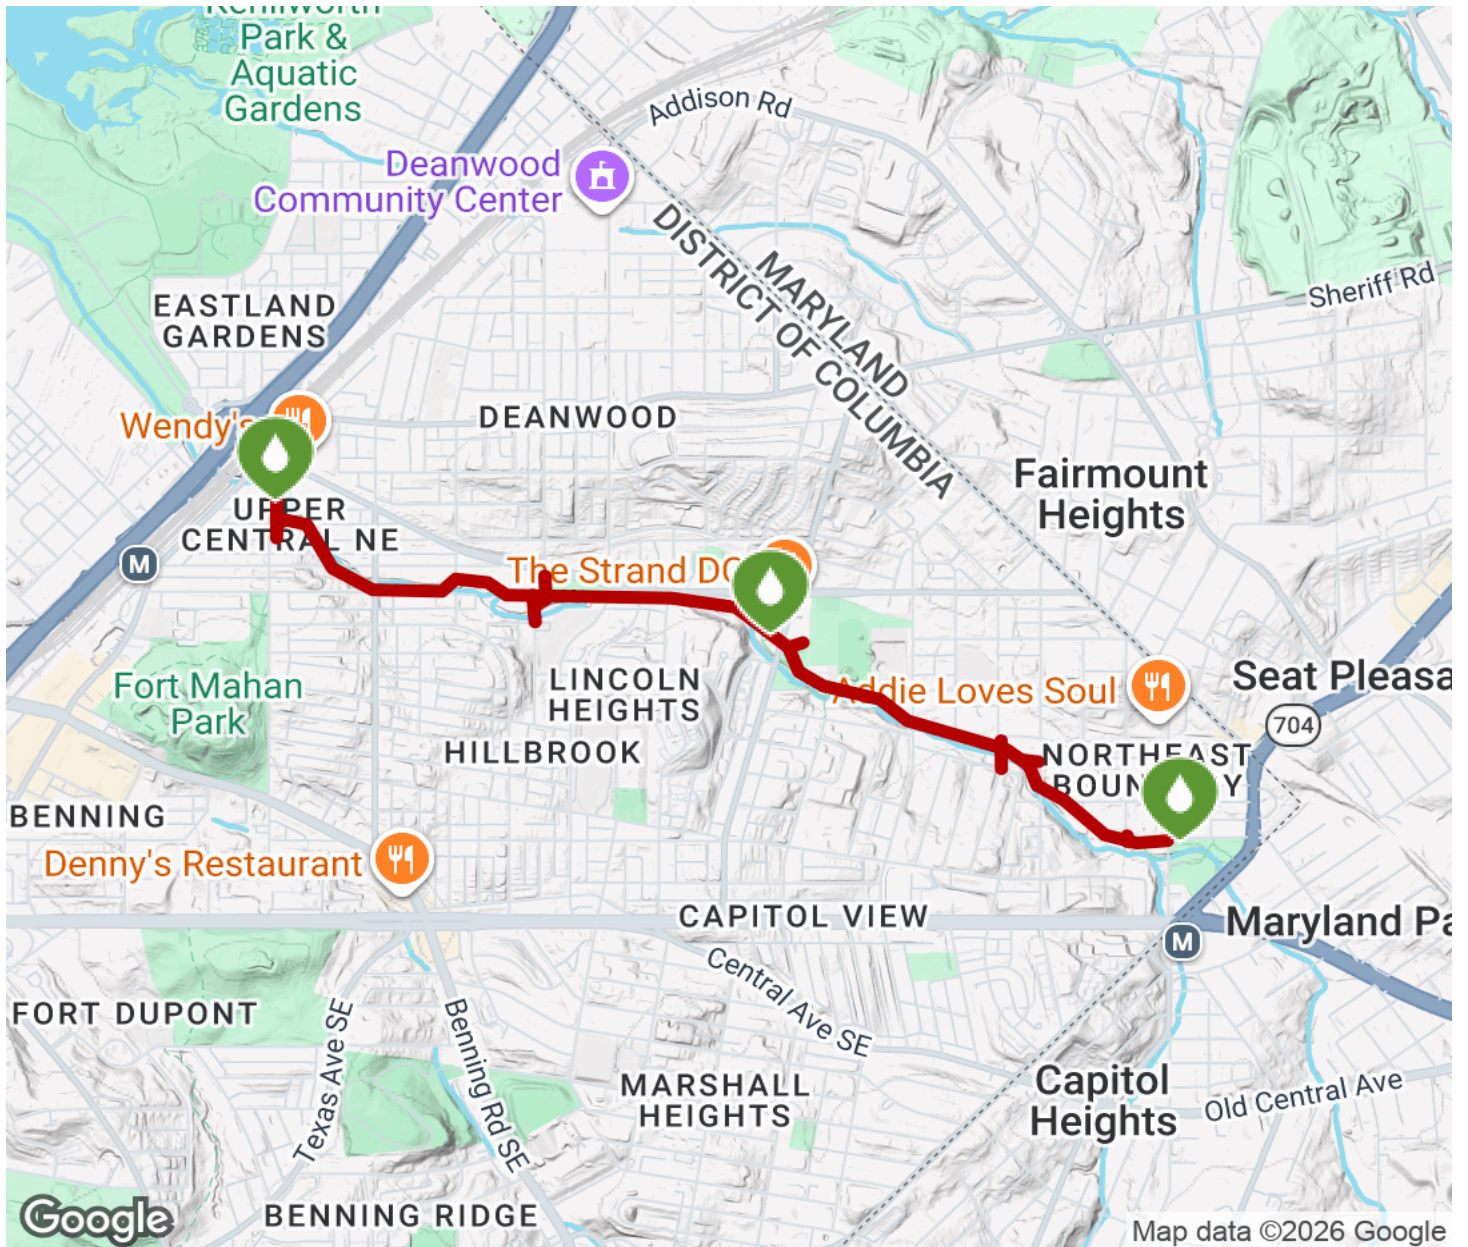 Kenilworth
Park &
Aquatic
Gardens
Addison Rd
Deanwood
Community Center
MARYLAND
DISTRICT OF COLUMBIA
Sheriff Rd
EASTLAND
GARDENS
Wendy's
DEANWOOD
Fairmount
Heights
UPPER
CENTRAL NE
M
The Strand DC
LINCOLN
HEIGHTS
Addie Loves Soul
Seat Pleasa
704
Fort Mahan
Park
HILLBROOK
NORTHEAST
BOUN Y
BENNING
Denny's Restaurant
CAPITOL VIEW
Maryland Pa
M
Central Ave SE
FORT DUPONT
Texas Ave SE
Benning Rd SE
MARSHALL
HEIGHTS
Capitol
Heights
Old Central Ave
BENNING RIDGE
Google
Map data ©2026 Google